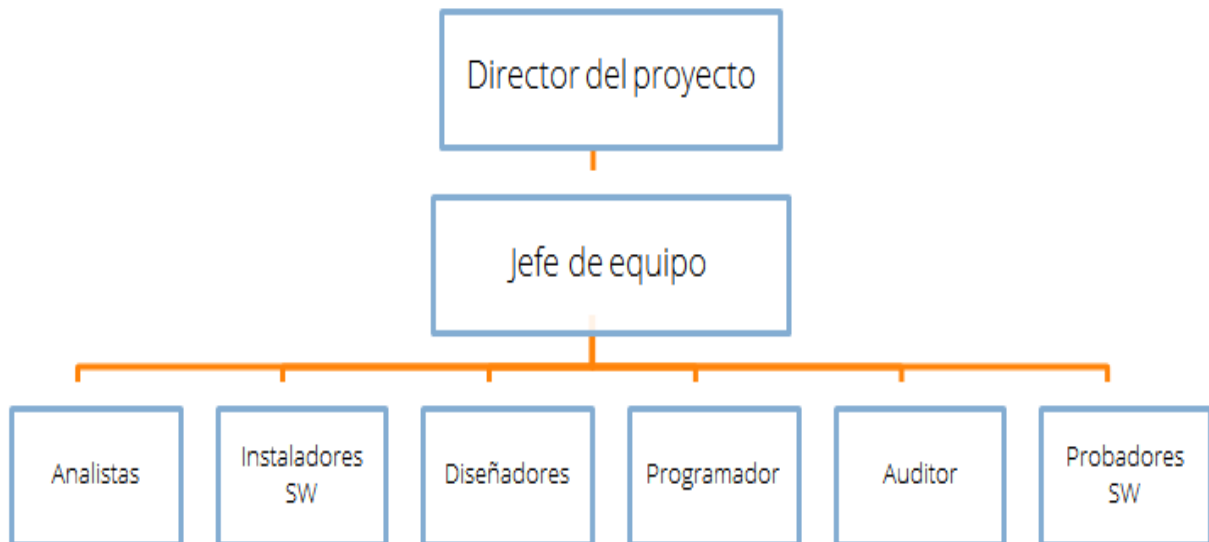 Director del proyecto
Jefe de equipo
Analistas
Instaladores
SW
Diseñadores
Programador
Auditor
Probadores
SW